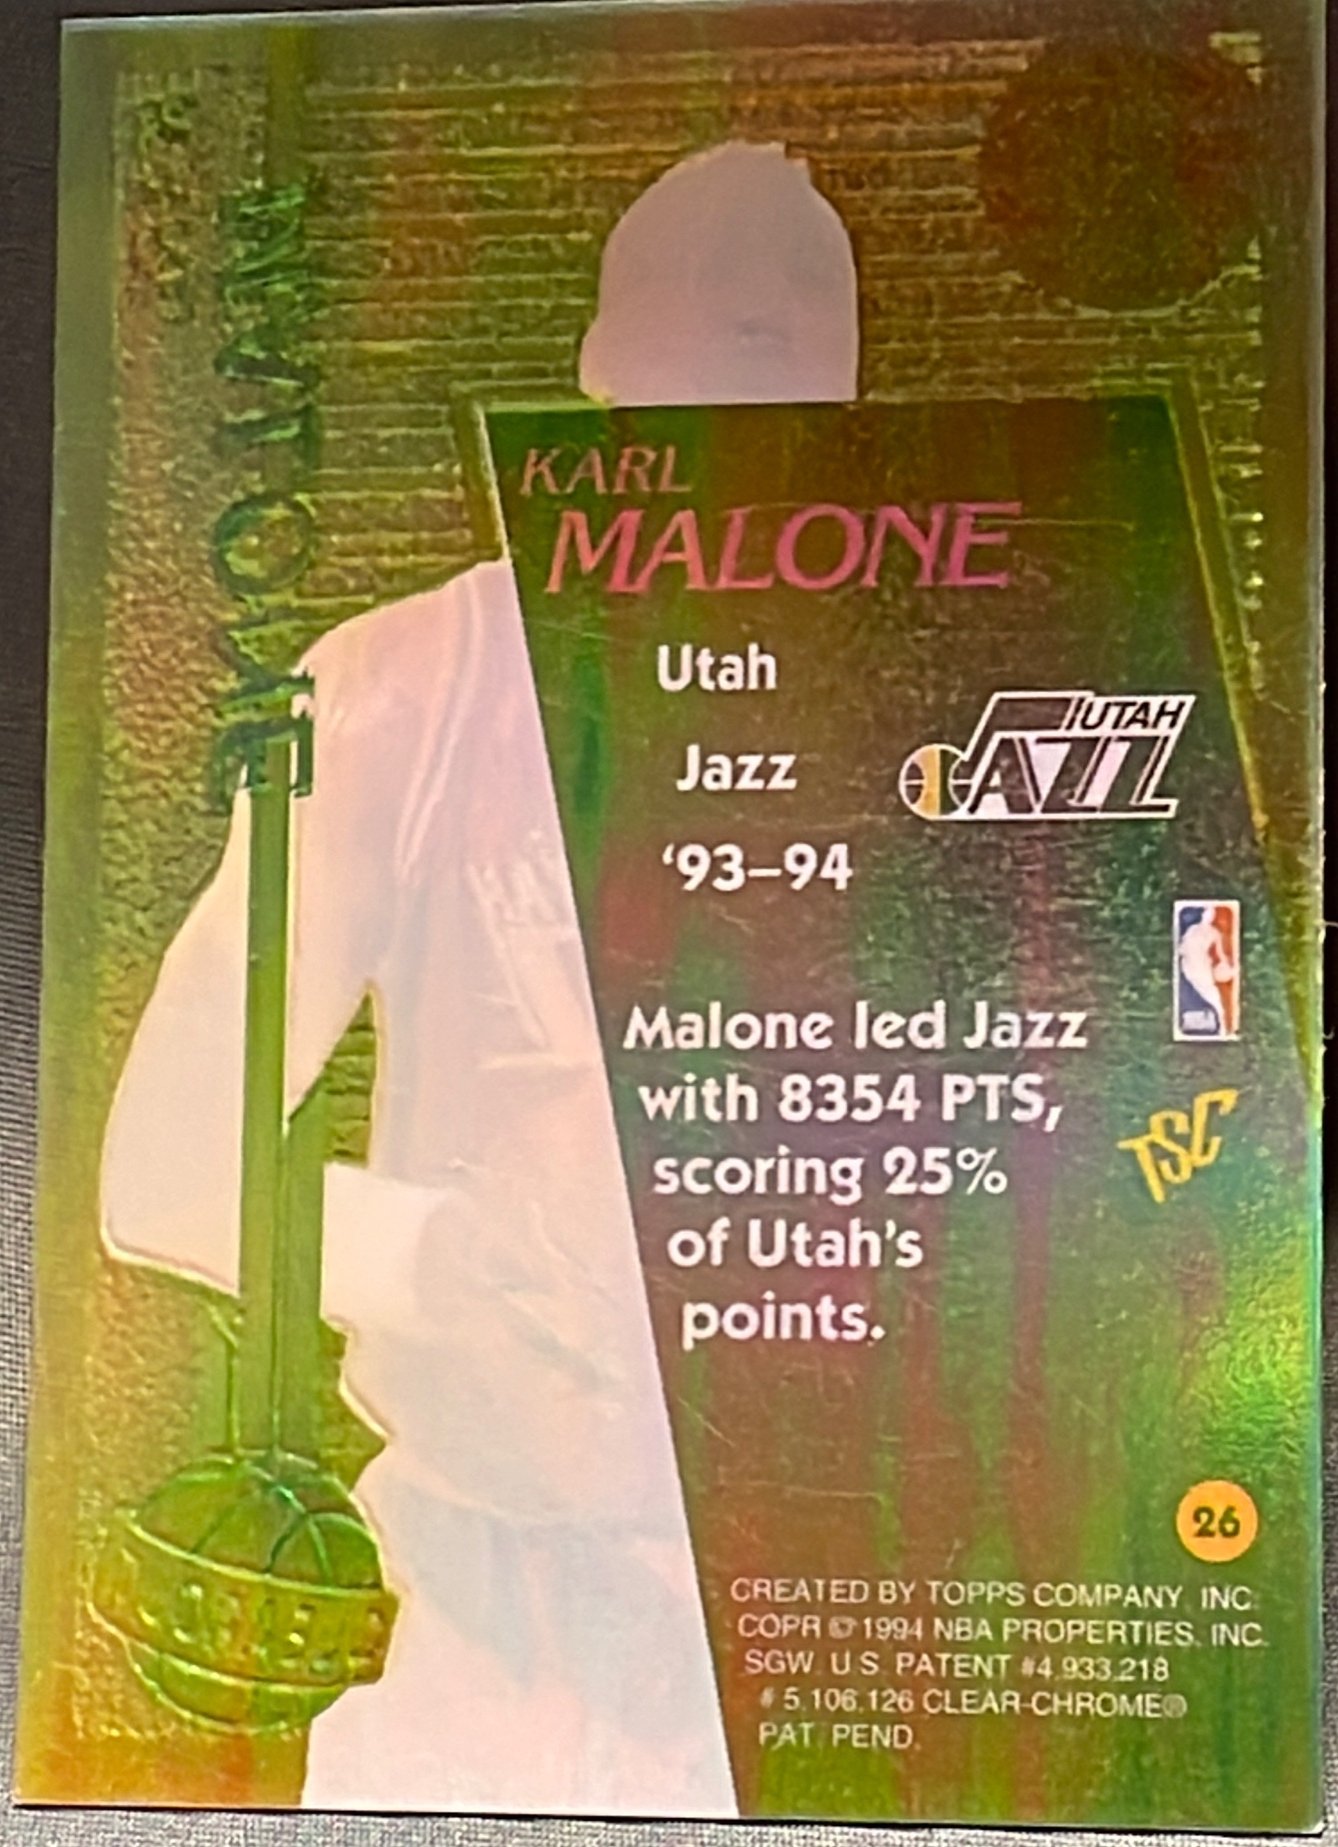 KARL
MALONE
Utah
Jazz
'93–94
UTAH
JAZZ
Malone led Jazz
with 8354 PTS,
scoring 25%
of Utah's
points.
TSC
26
CREATED BY TOPPS COMPANY, INC.
COPR © 1994 NBA PROPERTIES, INC.
SGW. U.S. PATENT #4,933,218
# 5,106,126 CLEAR-CHROME®
PAT. PEND.